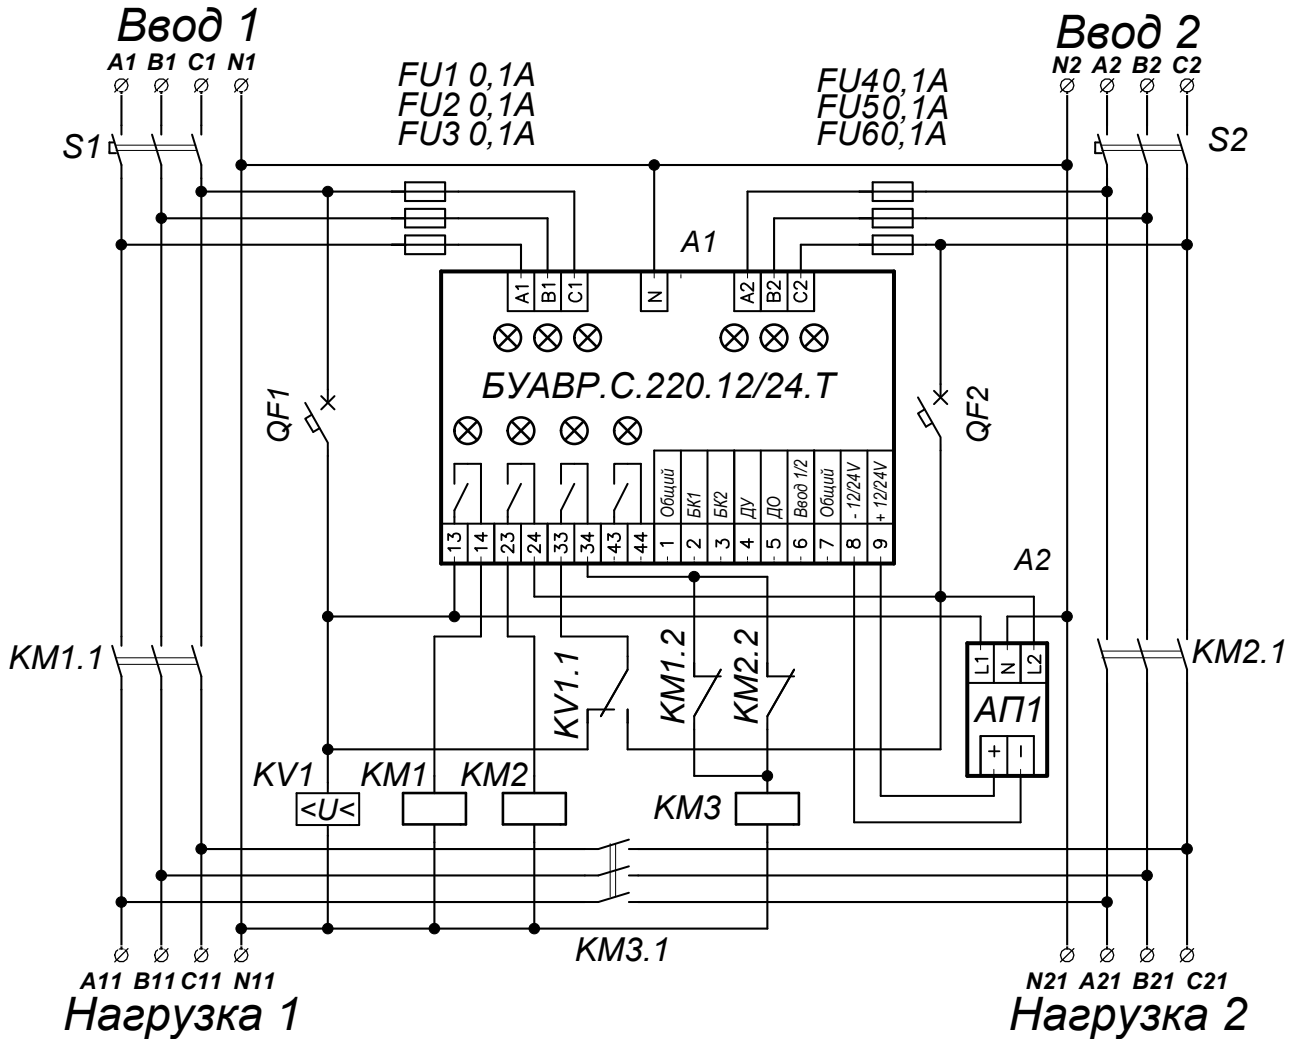 Ввод 1
Ввод 2
A1 B1 C1 N1
N2 A2 B2 C2
FU1 0,1A
FU2 0,1A
FU3 0,1A
FU40,1A
FU50,1A
FU60,1A
S1
S2
A1
A1 B1 C1
N
A2 B2 C2
БУАВР.С.220.12/24.Т
QF1
QF2
Общий
БК1
БК2
ДУ
ДО
Ввод 1/2
Общий
- 12/24V
+ 12/24V
13 14 23 24 33 34 43 44 1 2 3 4 5 6 7 8 9
A2
KM1.1
KV1.1
KM1.2
KM2.2
L1 N L2
АП1
+ −
KM2.1
KV1
KM1
KM2
KM3
<U<
KM3.1
A11 B11 C11 N11
N21 A21 B21 C21
Нагрузка 1
Нагрузка 2